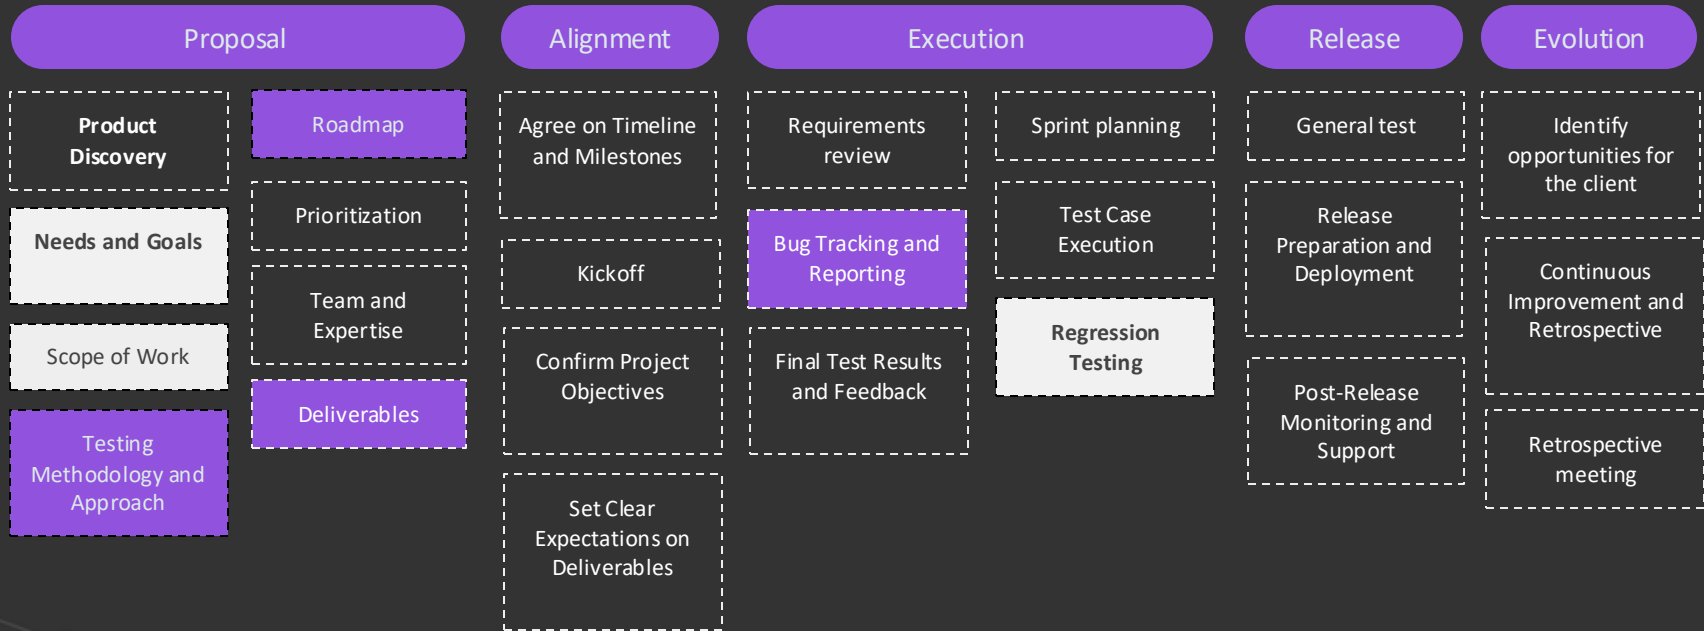 Proposal
Alignment
Execution
Release
Evolution
Product
Discovery
Needs and Goals
Scope of Work
Testing
Methodology and
Approach
Roadmap
Prioritization
Team and
Expertise
Deliverables
Agree on Timeline
and Milestones
Kickoff
Confirm Project
Objectives
Set Clear
Expectations on
Deliverables
Requirements
review
Bug Tracking and
Reporting
Final Test Results
and Feedback
Sprint planning
Test Case
Execution
Regression
Testing
General test
Release
Preparation and
Deployment
Post-Release
Monitoring and
Support
Identify
opportunities for
the client
Continuous
Improvement and
Retrospective
Retrospective
meeting